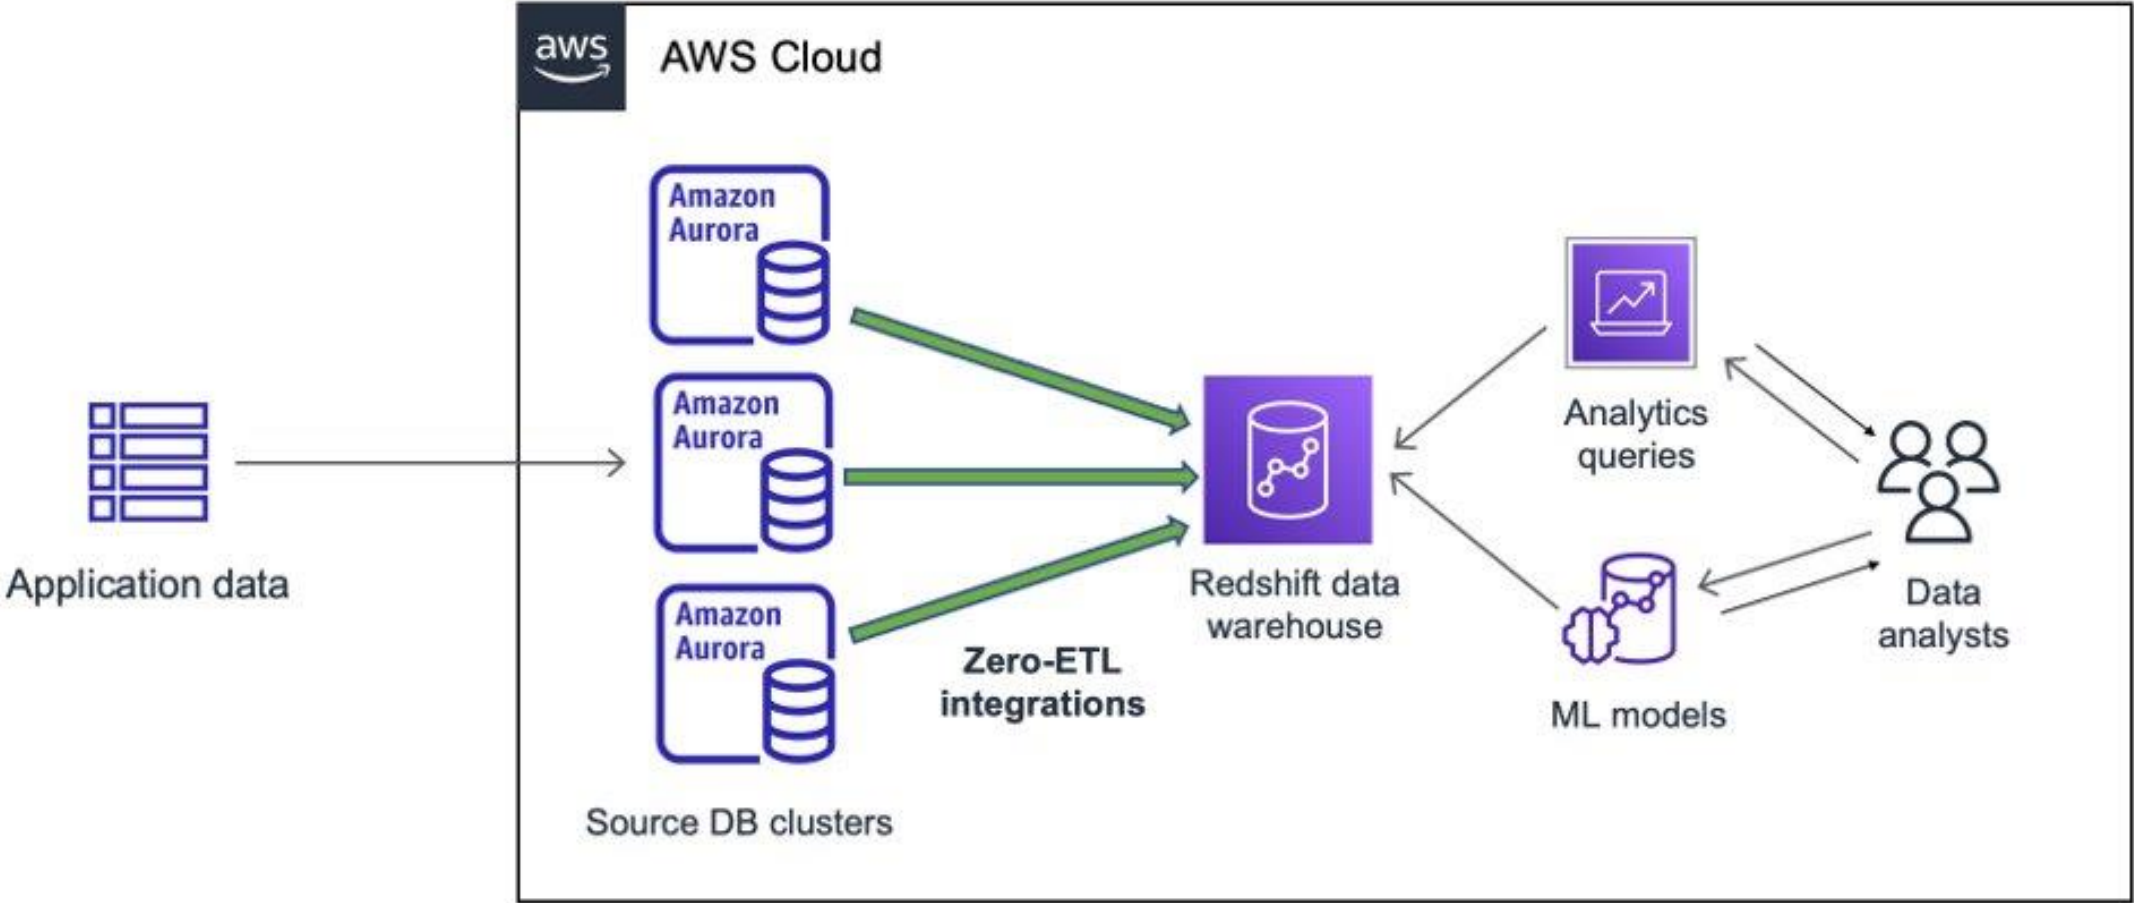 aws
AWS Cloud
Amazon
Aurora
Amazon
Aurora
Amazon
Aurora
Source DB clusters
Application data
Zero-ETL
integrations
Redshift data
warehouse
Analytics
queries
ML models
Data
analysts